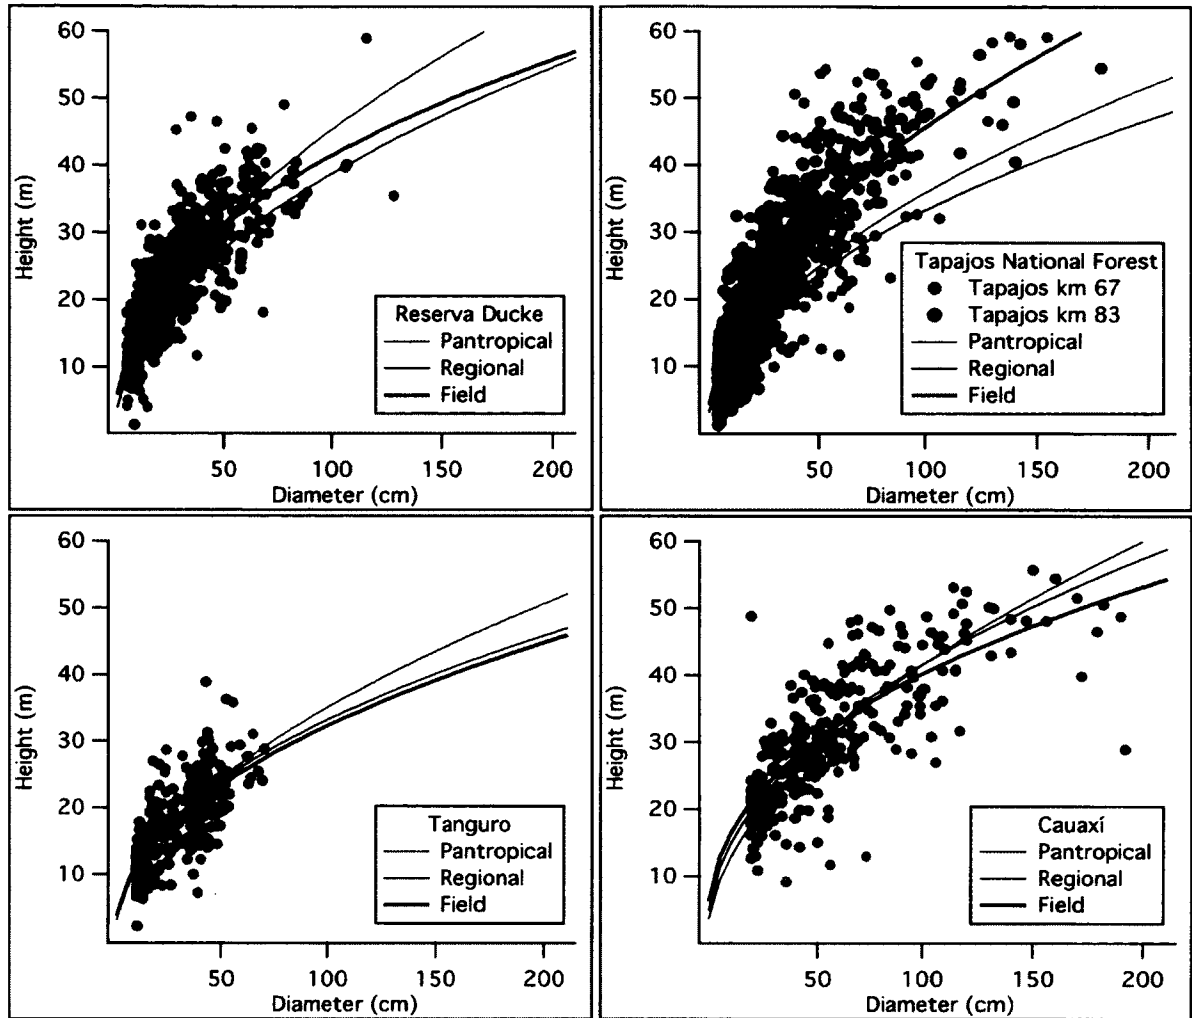 60
50
40
30
20
10
Height (m)
Reserva Ducke
Pantropical
Regional
Field
50 100 150 200
Diameter (cm)
60
50
40
30
20
10
Height (m)
Tapajos National Forest
Tapajos km 67
Tapajos km 83
Pantropical
Regional
Field
50 100 150 200
Diameter (cm)
60
50
40
30
20
10
Height (m)
Tanguro
Pantropical
Regional
Field
50 100 150 200
Diameter (cm)
60
50
40
30
20
10
Height (m)
Cauaxí
Pantropical
Regional
Field
50 100 150 200
Diameter (cm)